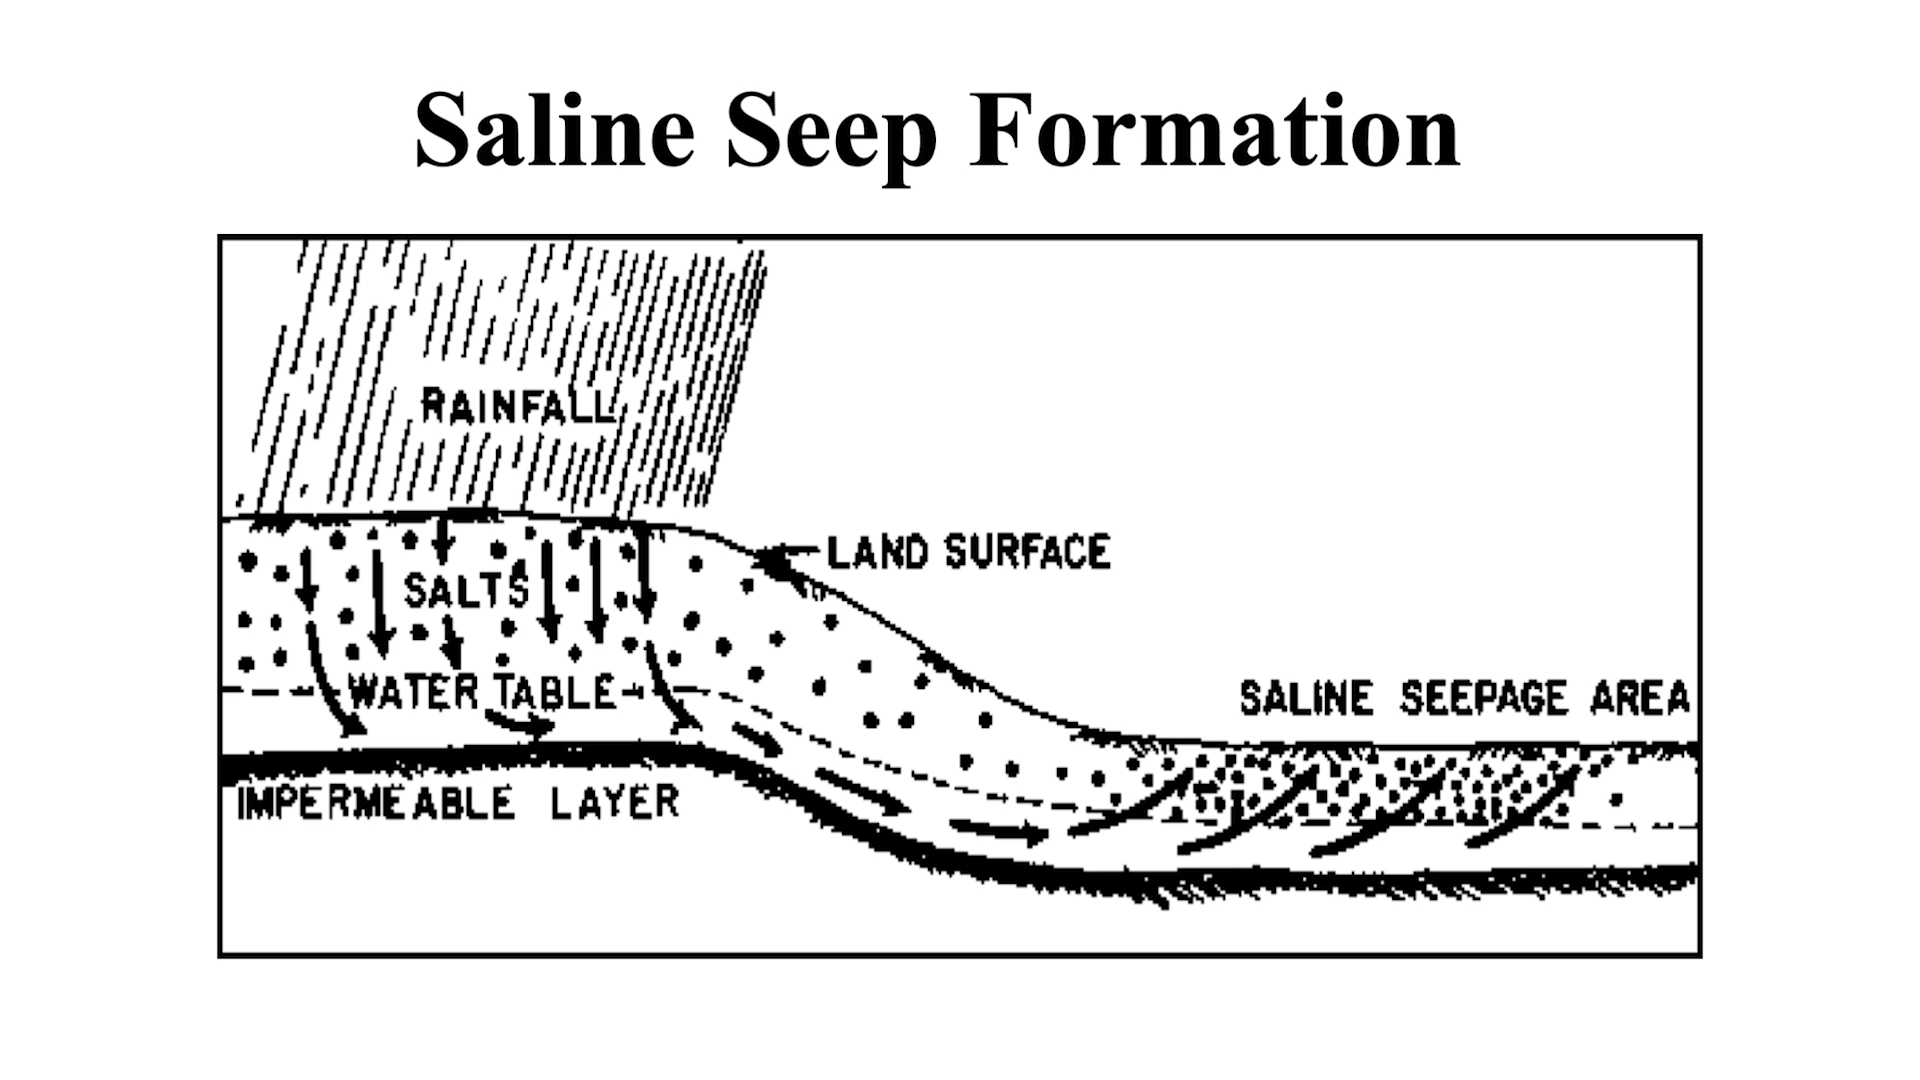 Saline Seep Formation
RAINFALL
LAND SURFACE
SALTS
WATER TABLE
SALINE SEEPAGE AREA
IMPERMEABLE LAYER